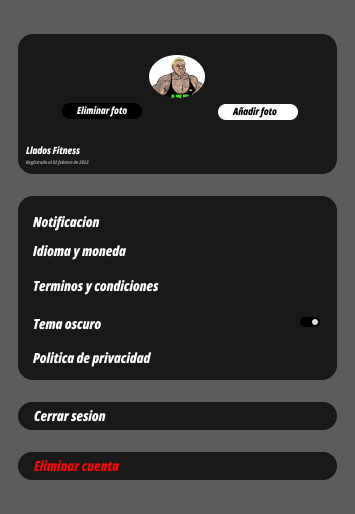 Eliminar foto
Añadir foto
Llados Fitness
Registrado el 02 febrero de 2023
Notificacion
Idioma y moneda
Terminos y condiciones
Tema oscuro
Politica de privacidad
Cerrar sesion
Eliminar cuenta